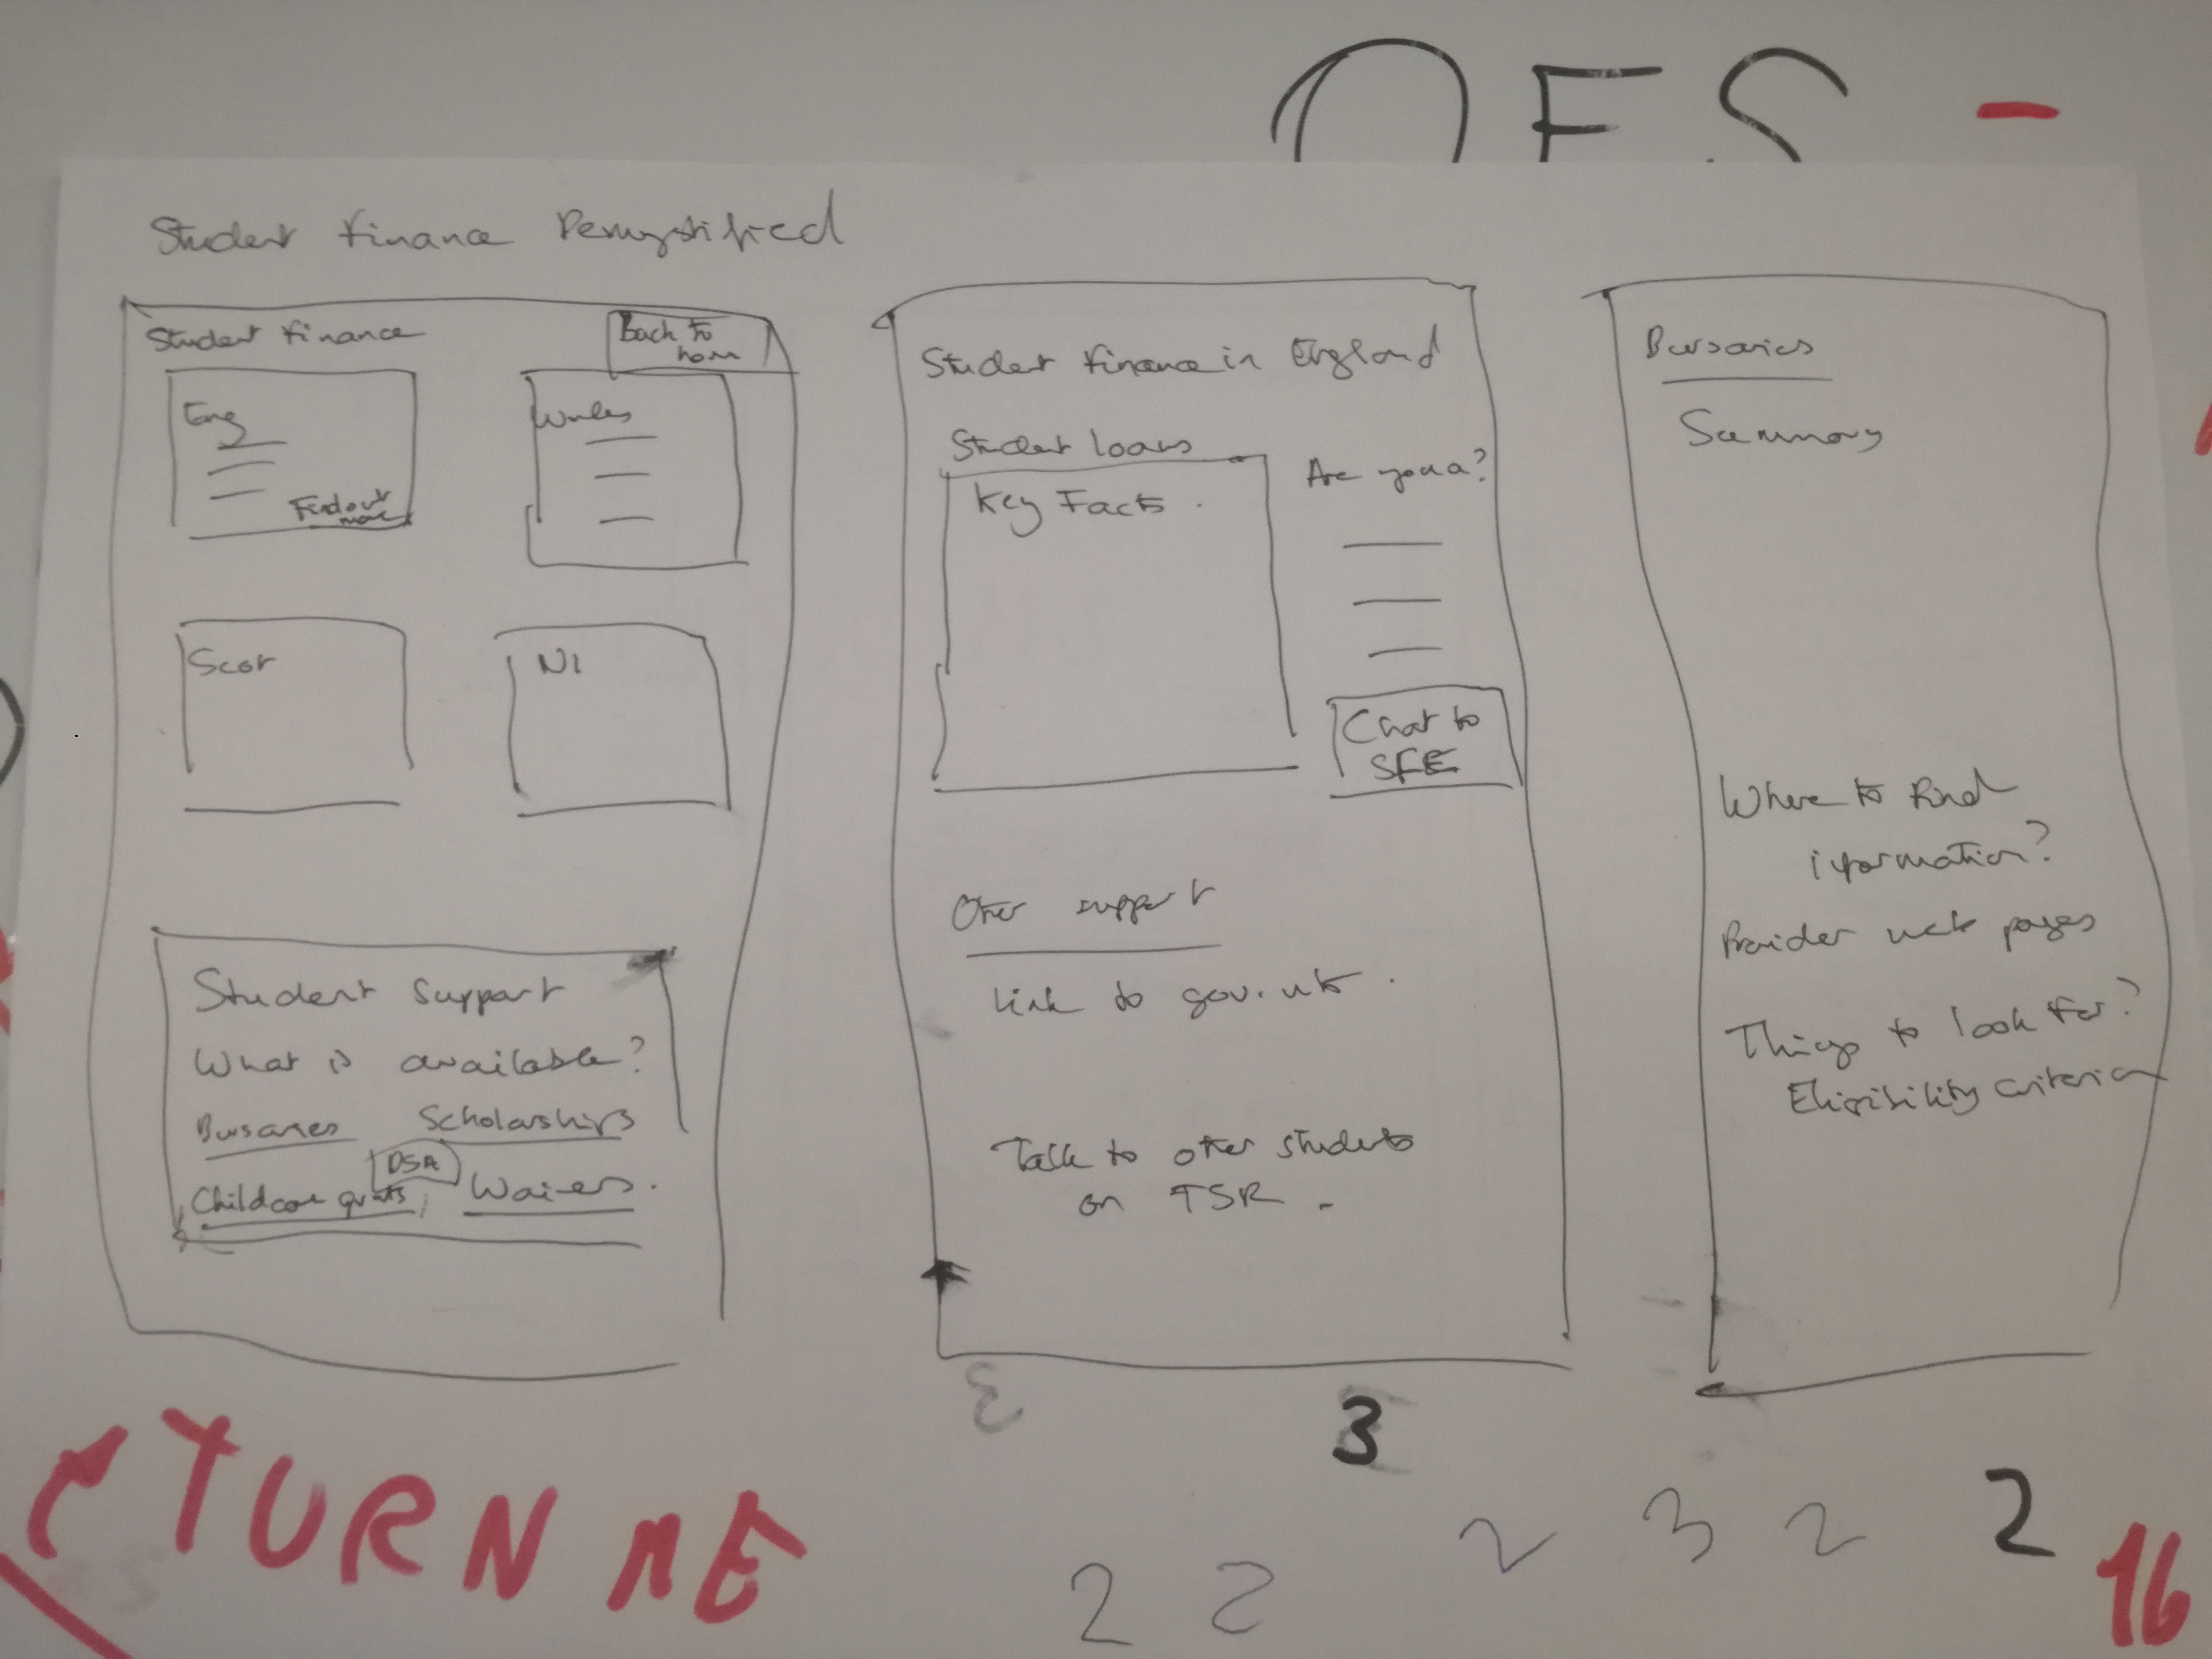 OFS -
Student Finance Demystified
Student Finance
Back to
home
Eng
Find out
more
Wales
Scot
NI
Student Support
What is available?
Bursaries Scholarships
DSA
Childcare grants, Waivers.
Student Finance in England
Student loans
Key Facts.
Are you a?
Chat to
SFE
Other support
Link to gov.uk.
Talk to other students
on TSR.
Bursaries
Summary
Where to find
information?
Provider web pages
Things to look for?
Eligibility criteria
3
TURN ME
2 2 2 3 2 2
16